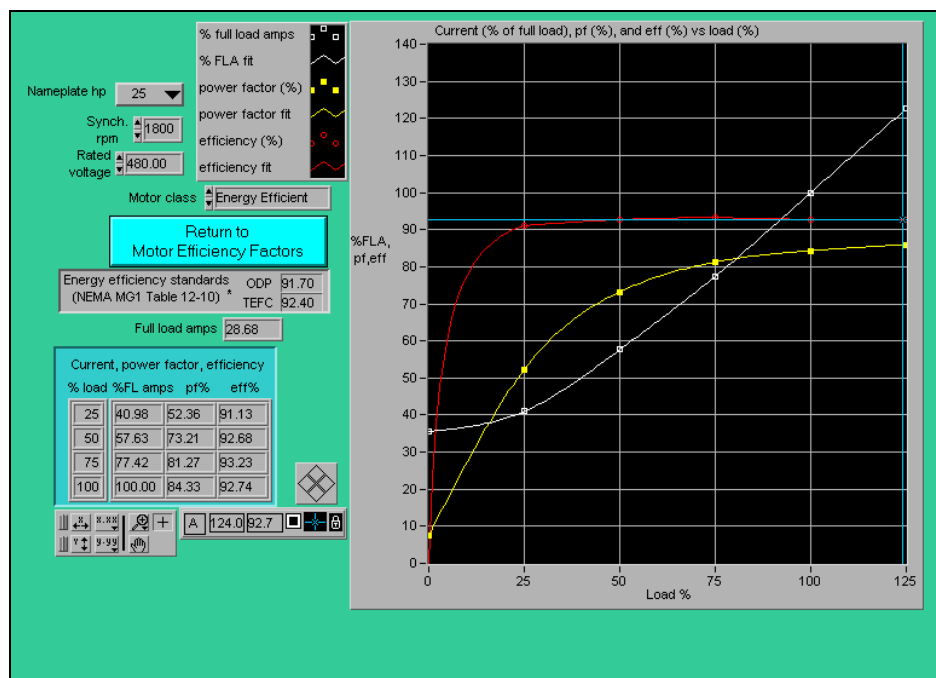 Current (% of full load), pf (%), and eff (%) vs load (%)
% full load amps
% FLA fit
power factor (%)
power factor fit
efficiency (%)
efficiency fit
Nameplate hp 25
Synch. rpm 1800
Rated voltage 480.00
Motor class Energy Efficient
Return to
Motor Efficiency Factors
Energy efficiency standards ODP 91.70
(NEMA MG1 Table 12-10) * TEFC 92.40
Full load amps 28.68
Current, power factor, efficiency
% load %FL amps pf% eff%
25 40.98 52.36 91.13
50 57.63 73.21 92.68
75 77.42 81.27 93.23
100 100.00 84.33 92.74
X x.xx
Y y.yy
A 124.0 92.7
140
130
120
110
100
90
80
70
60
50
40
30
20
10
0
%FLA,
pf,eff
0 25 50 75 100 125
Load %